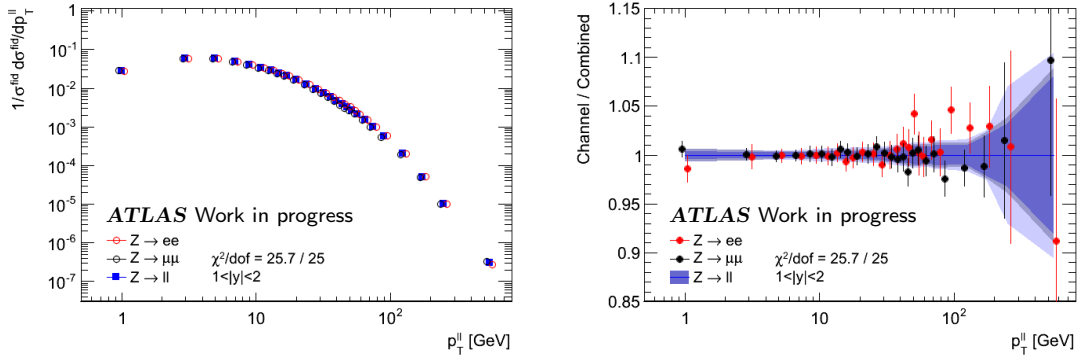 1/σ^fid dσ^fid/dp_T^ll
10^-1
10^-2
10^-3
10^-4
10^-5
10^-6
10^-7
ATLAS Work in progress
Z → ee
Z → μμ
χ²/dof = 25.7 / 25
Z → ll
1<|y|<2
1
10
10²
p_T^ll [GeV]
Channel / Combined
1.15
1.1
1.05
1
0.95
0.9
0.85
ATLAS Work in progress
Z → ee
Z → μμ
χ²/dof = 25.7 / 25
Z → ll
1<|y|<2
1
10
10²
p_T^ll [GeV]